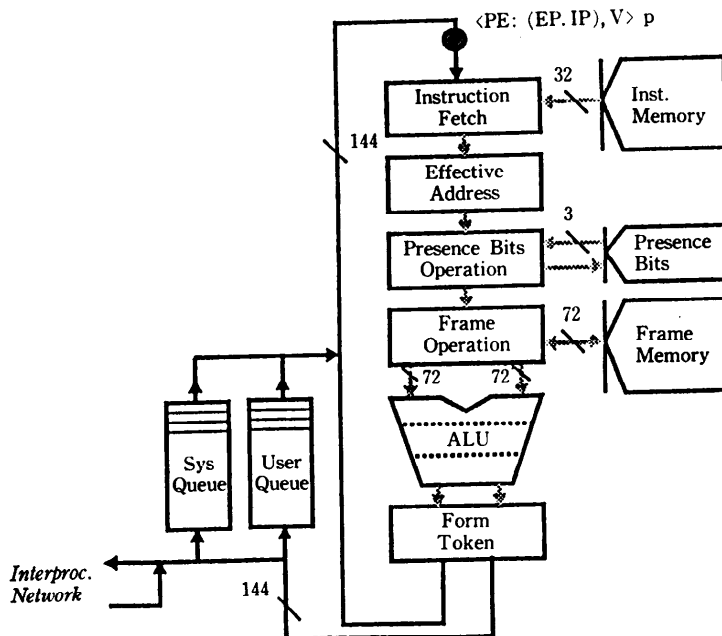 <PE: (EP. IP), V> p
32
Instruction
Fetch
Inst.
Memory
144
Effective
Address
3
Presence Bits
Operation
Presence
Bits
72
Frame
Operation
Frame
Memory
72
72
ALU
Sys
Queue
User
Queue
Form
Token
Interproc.
Network
144